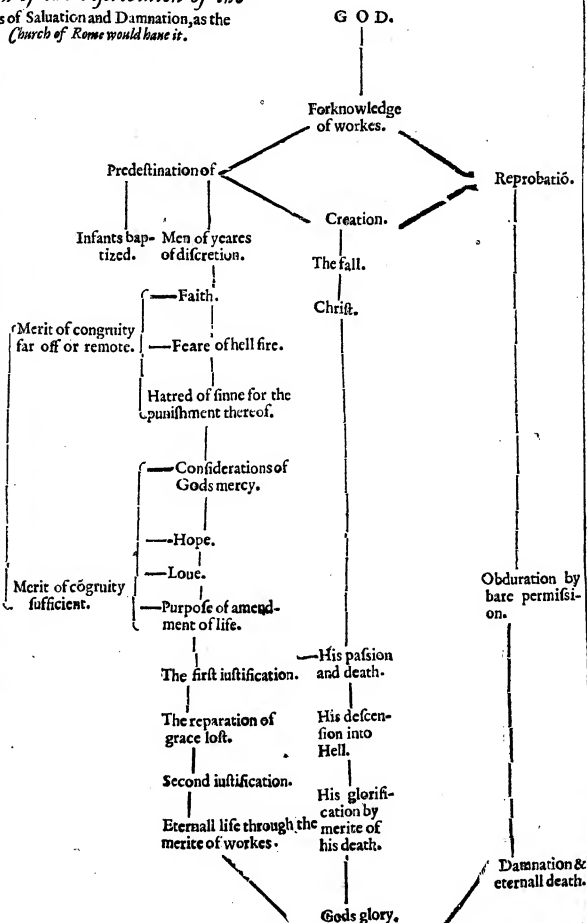 of the
s of Saluation and Damnation, as the
Church of Rome would haue it.
G O D.
Forknowledge
of workes.
Predeſtination of
Reprobatiō.
Creation.
Infants bap-
tized.
Men of yeares
of diſcretion.
The fall.
Chriſt.
Faith.
Merit of congruity
far off or remote.
Feare of hell fire.
Hatred of ſinne for the
puniſhment thereof.
Conſiderations of
Gods mercy.
Hope.
Loue.
Merit of cōgruity
ſufficient.
Purpoſe of amend-
ment of life.
Obduration by
bare permiſſi-
on.
The firſt iuſtification.
His paſsion
and death.
The reparation of
grace loſt.
His deſcen-
ſion into
Hell.
Second iuſtification.
His glorifi-
cation by
merite of
his death.
Eternall life through the
merite of workes.
Damnation &
eternall death.
Gods glory.